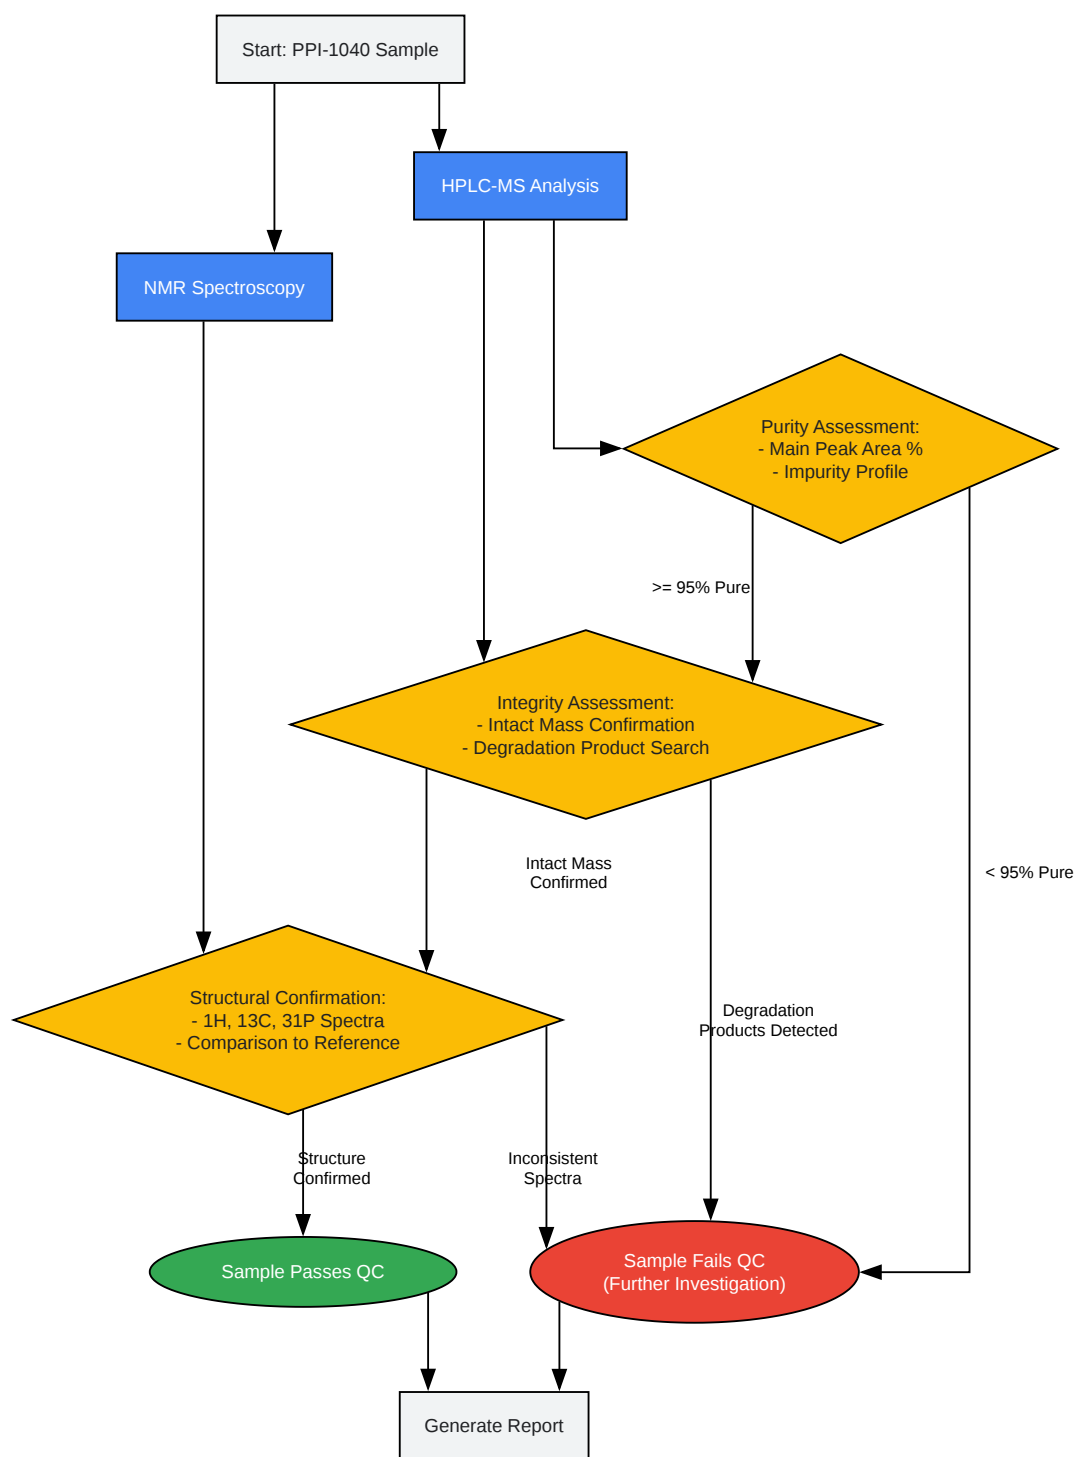 Start: PPI-1040 Sample
HPLC-MS Analysis
NMR Spectroscopy
Purity Assessment:
- Main Peak Area %
- Impurity Profile
>= 95% Pure
Integrity Assessment:
- Intact Mass Confirmation
- Degradation Product Search
Intact Mass
Confirmed
< 95% Pure
Structural Confirmation:
- 1H, 13C, 31P Spectra
- Comparison to Reference
Degradation
Products Detected
Structure
Confirmed
Inconsistent
Spectra
Sample Passes QC
Sample Fails QC
(Further Investigation)
Generate Report